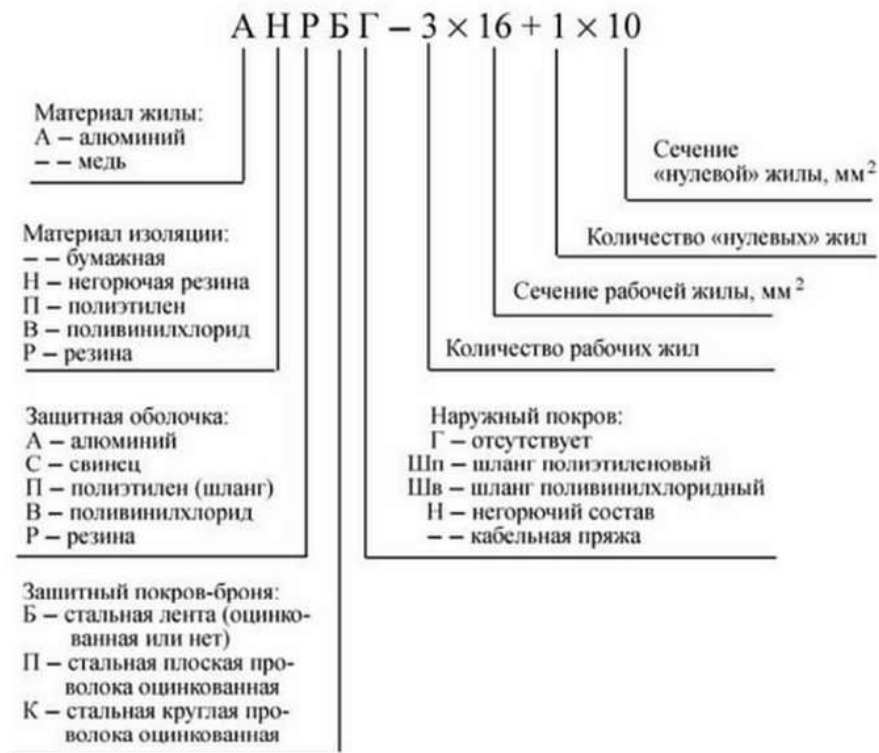 А Н Р Б Г – 3 × 16 + 1 × 10
Материал жилы:
А – алюминий
– – медь
Материал изоляции:
– – бумажная
Н – негорючая резина
П – полиэтилен
В – поливинилхлорид
Р – резина
Защитная оболочка:
А – алюминий
С – свинец
П – полиэтилен (шланг)
В – поливинилхлорид
Р – резина
Зашитный покров-броня:
Б – стальная лента (оцинко-
ванная или нет)
П – стальная плоская про-
волока оцинкованная
К – стальная круглая про-
волока оцинкованная
Сечение
«нулевой» жилы, мм²
Количество «нулевых» жил
Сечение рабочей жилы, мм²
Количество рабочих жил
Наружный покров:
Г – отсутствует
Шп – шланг полиэтиленовый
Шв – шланг поливинилхлоридный
Н – негорючий состав
– – кабельная пряжа